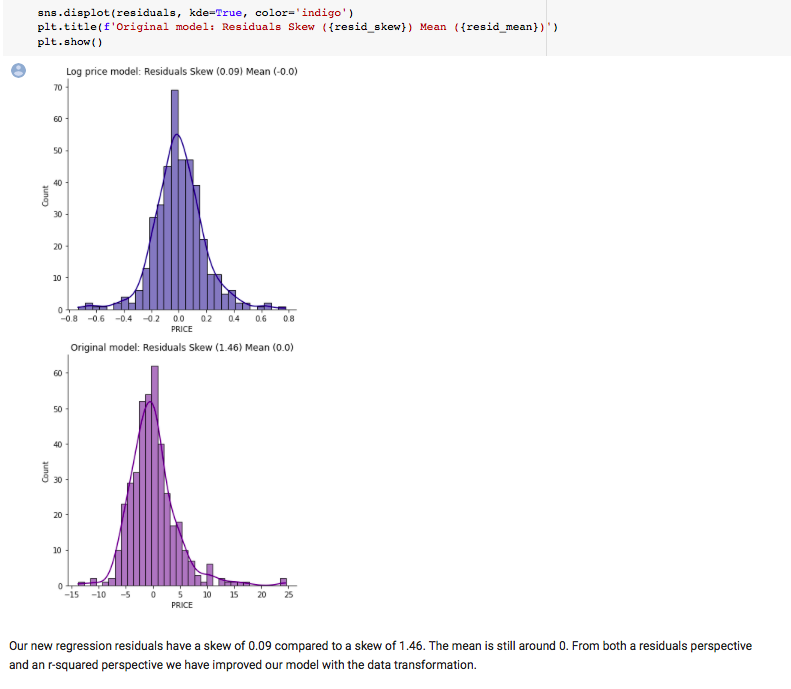 sns.displot(residuals, kde=True, color='indigo')
plt.title(f'Original model: Residuals Skew ({resid_skew}) Mean ({resid_mean})')
plt.show()
Log price model: Residuals Skew (0.09) Mean (-0.0)
70
60
50
40
30
20
10
0
Count
−0.8 −0.6 −0.4 −0.2 0.0 0.2 0.4 0.6 0.8
PRICE
Original model: Residuals Skew (1.46) Mean (0.0)
60
50
40
30
20
10
0
Count
−15 −10 −5 0 5 10 15 20 25
PRICE
Our new regression residuals have a skew of 0.09 compared to a skew of 1.46. The mean is still around 0. From both a residuals perspective
and an r-squared perspective we have improved our model with the data transformation.